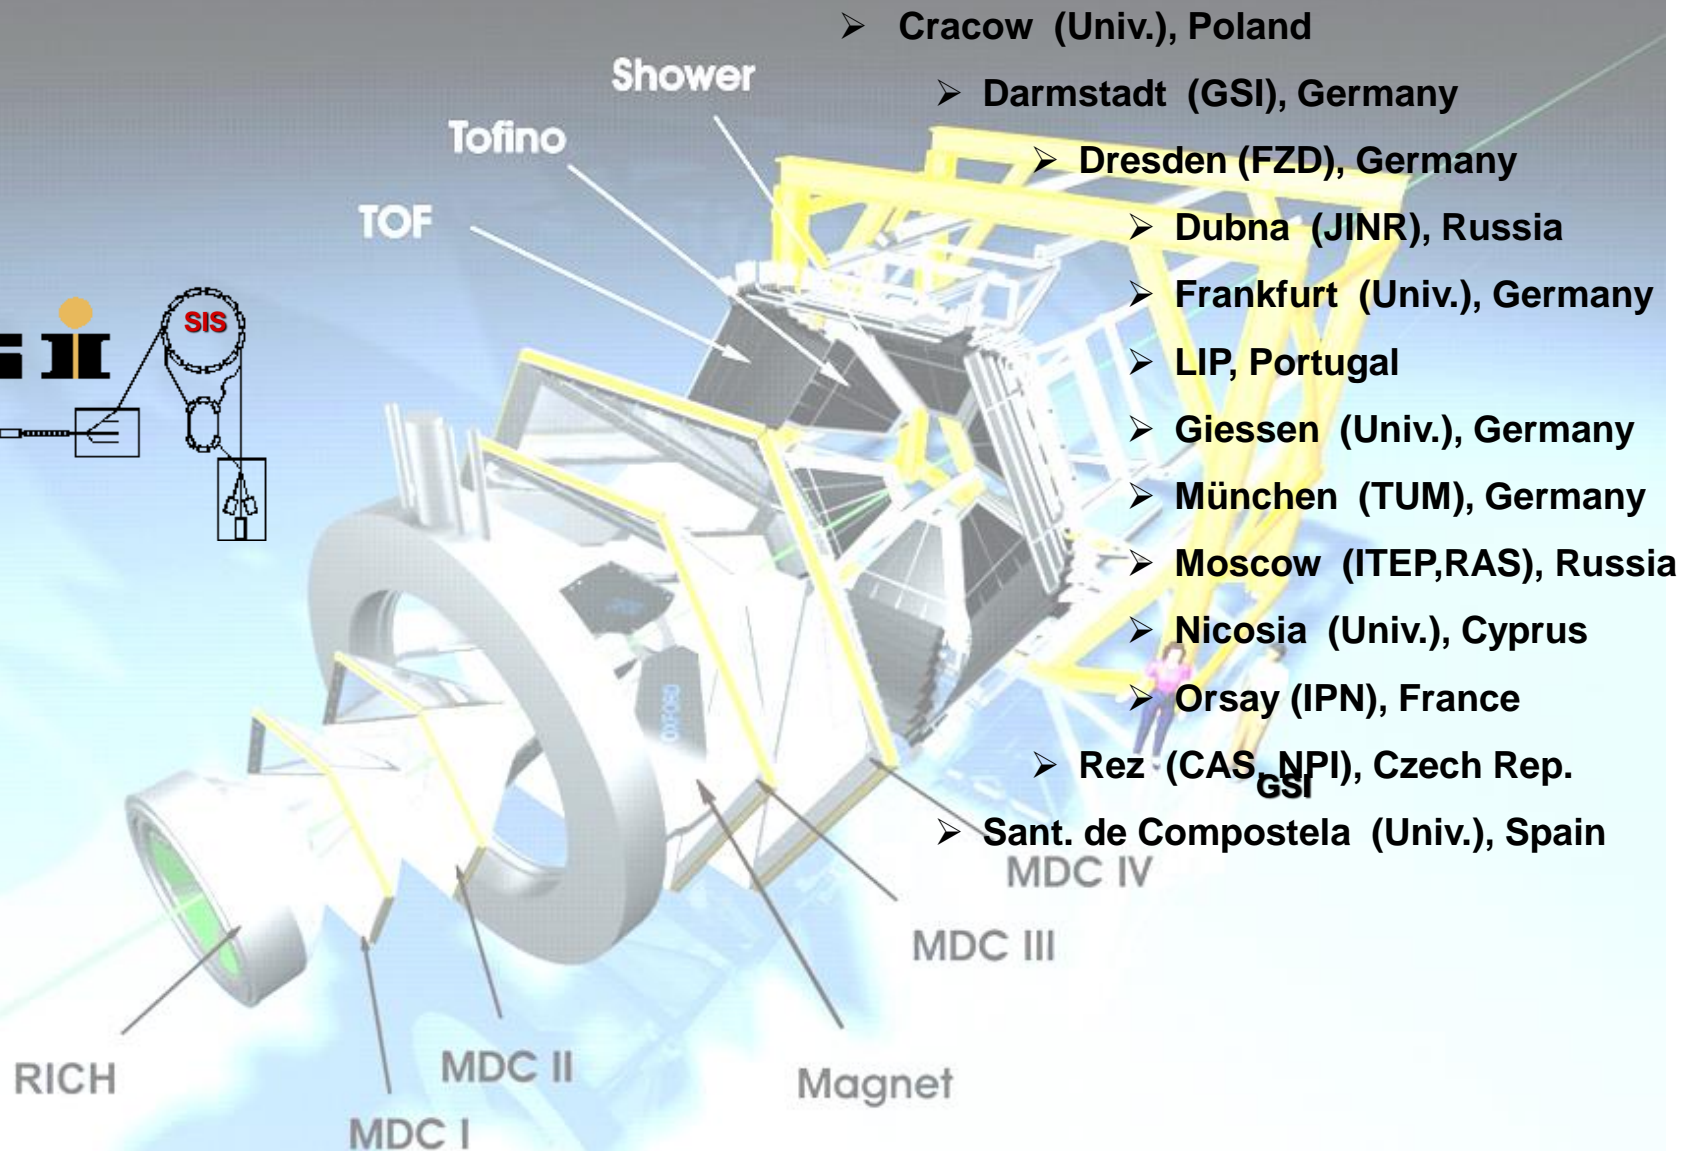 Cracow (Univ.), Poland
Shower
Darmstadt (GSI), Germany
Tofino
Dresden (FZD), Germany
TOF
Dubna (JINR), Russia
Frankfurt (Univ.), Germany
SIS
LIP, Portugal
Giessen (Univ.), Germany
München (TUM), Germany
Moscow (ITEP,RAS), Russia
Nicosia (Univ.), Cyprus
Orsay (IPN), France
Rez (CAS, NPI), Czech Rep.
GSI
Sant. de Compostela (Univ.), Spain
MDC IV
MDC III
MDC II
RICH
Magnet
MDC I